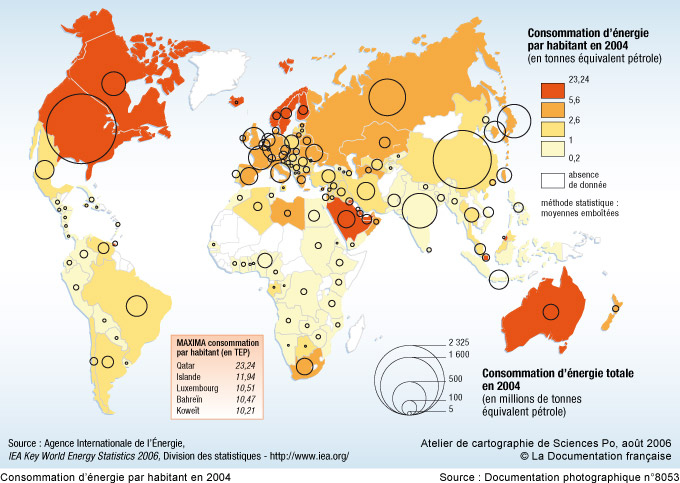 Consommation d'énergie
par habitant en 2004
(en tonnes équivalent pétrole)
23,24
5,6
2,6
1
0,2
absence
de donnée
méthode statistique :
moyennes emboîtées
MAXIMA consommation
par habitant (en TEP)
Qatar 23,24
Islande 11,94
Luxembourg 10,51
Bahreïn 10,47
Koweït 10,21
2 325
1 600
500
100
5
Consommation d'énergie totale
en 2004
(en millions de tonnes
équivalent pétrole)
Source : Agence Internationale de l'Énergie,
IEA Key World Energy Statistics 2006, Division des statistiques - http://www.iea.org/
Atelier de cartographie de Sciences Po, août 2006
© La Documentation française
Consommation d'énergie par habitant en 2004
Source : Documentation photographique n°8053